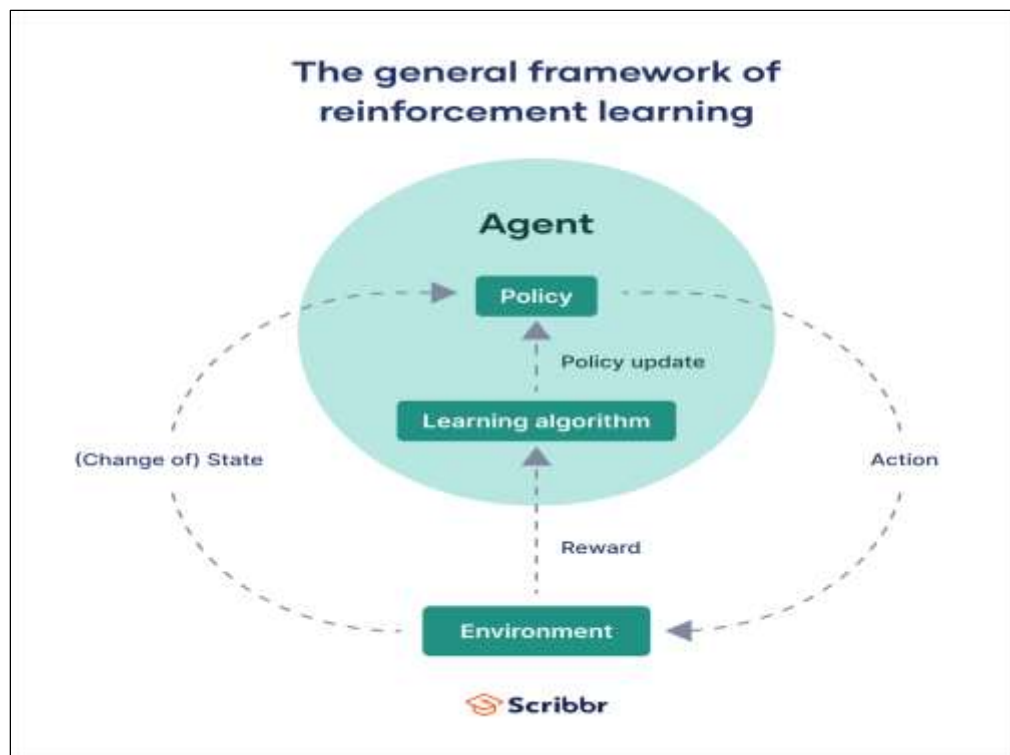 The general framework of
reinforcement learning
Agent
Policy
Policy update
Learning algorithm
(Change of) State
Action
Reward
Environment
Scribbr